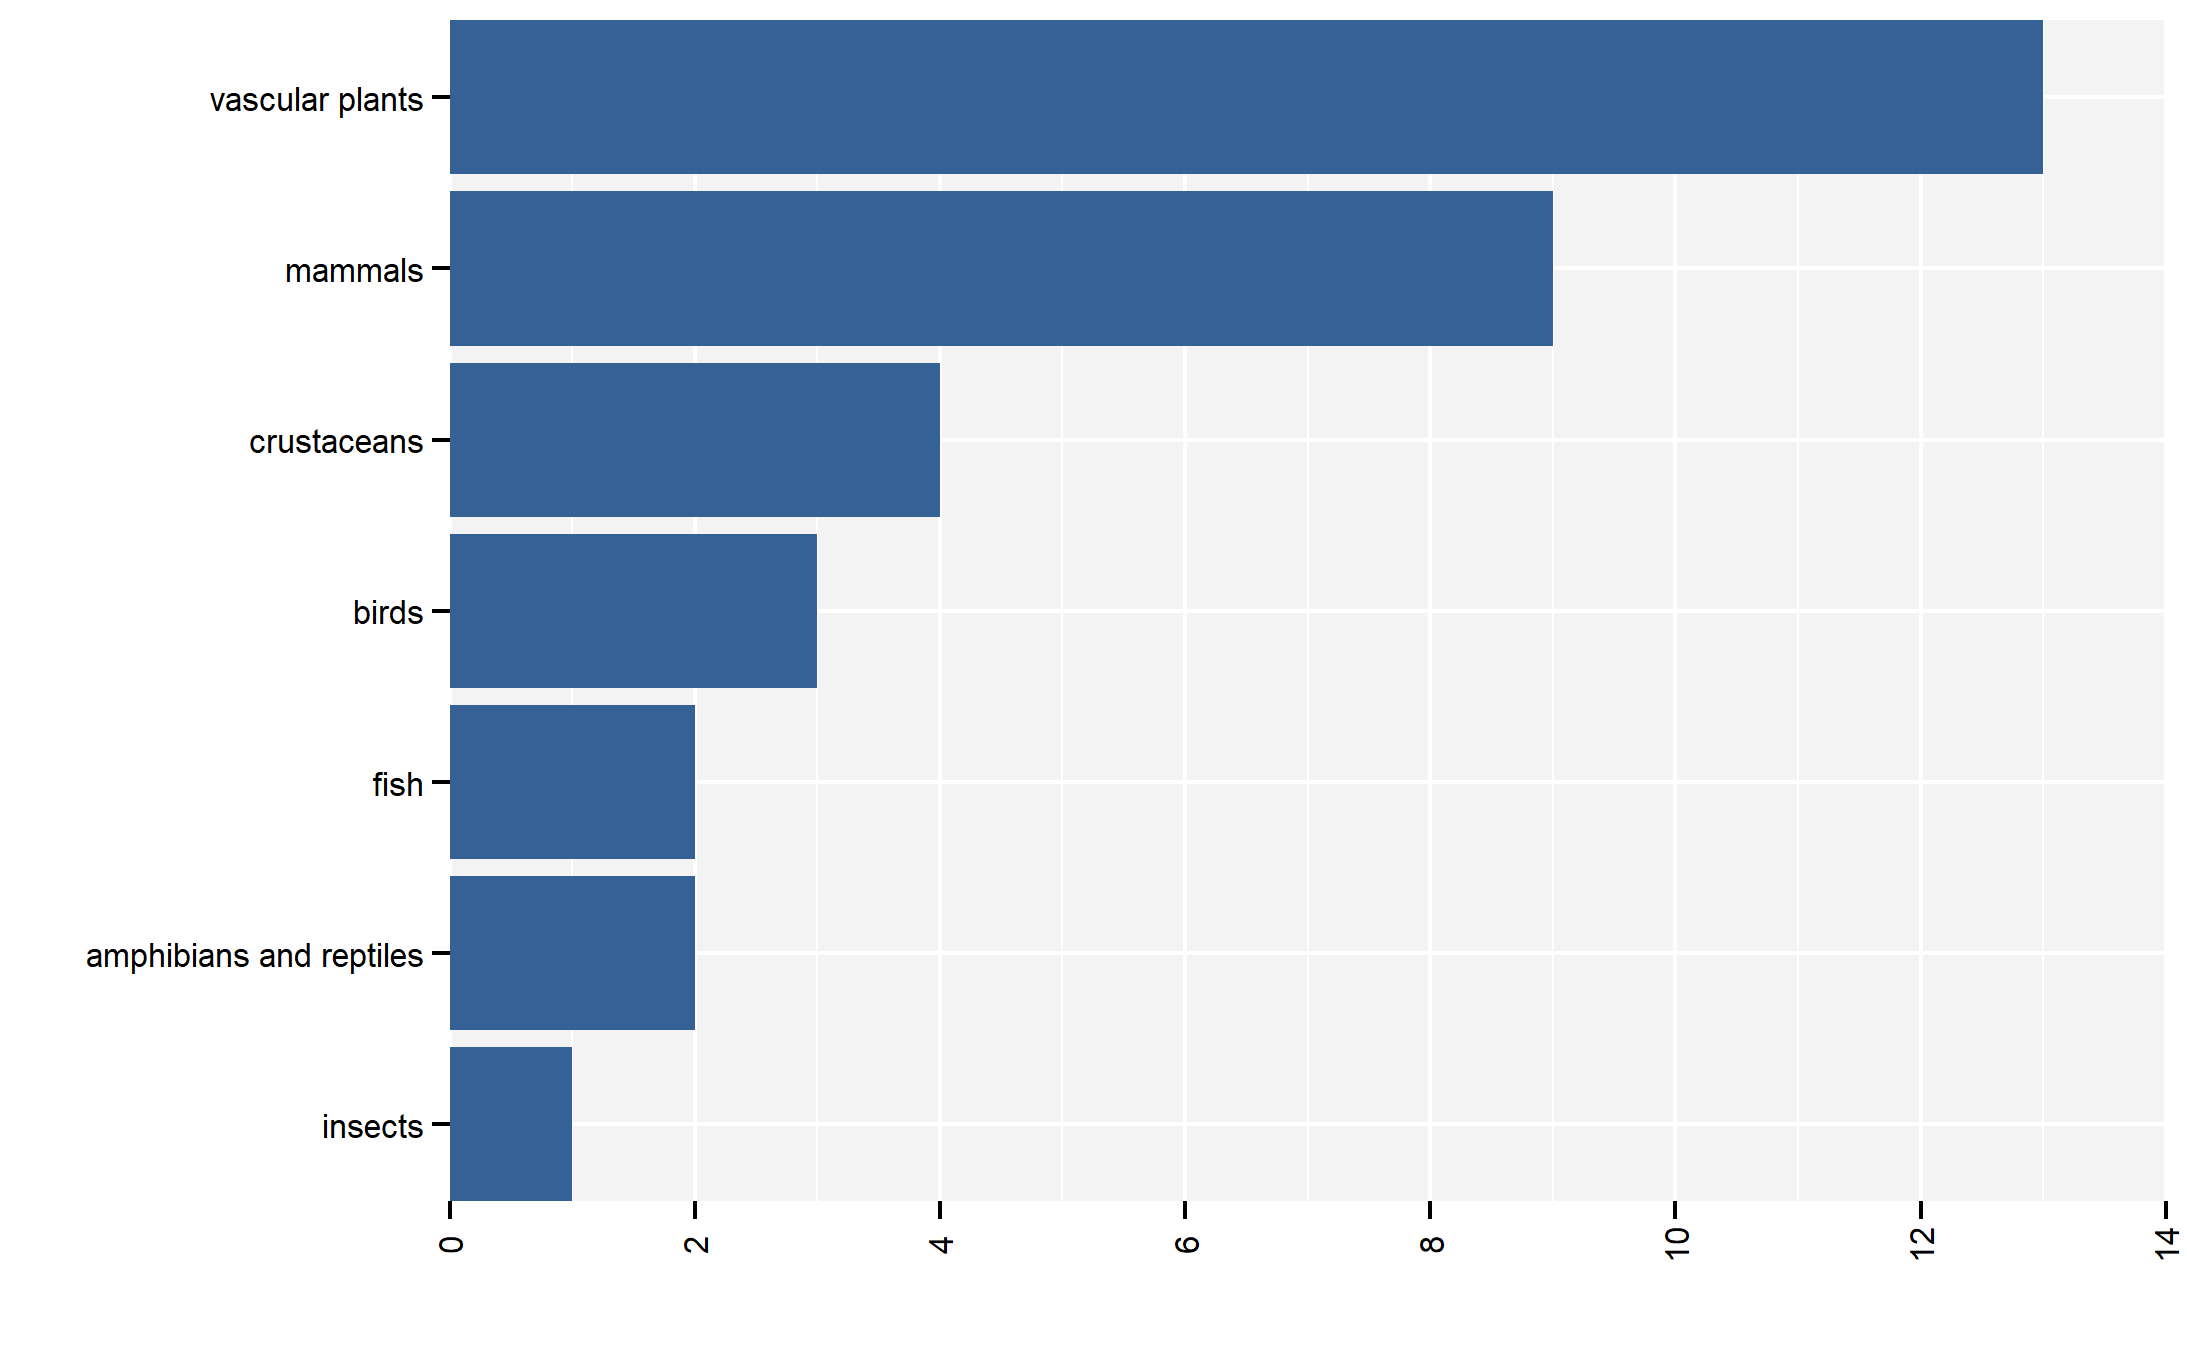 vascular plants
mammals
crustaceans
birds
fish
amphibians and reptiles
insects
0 2 4 6 8 10 12 14